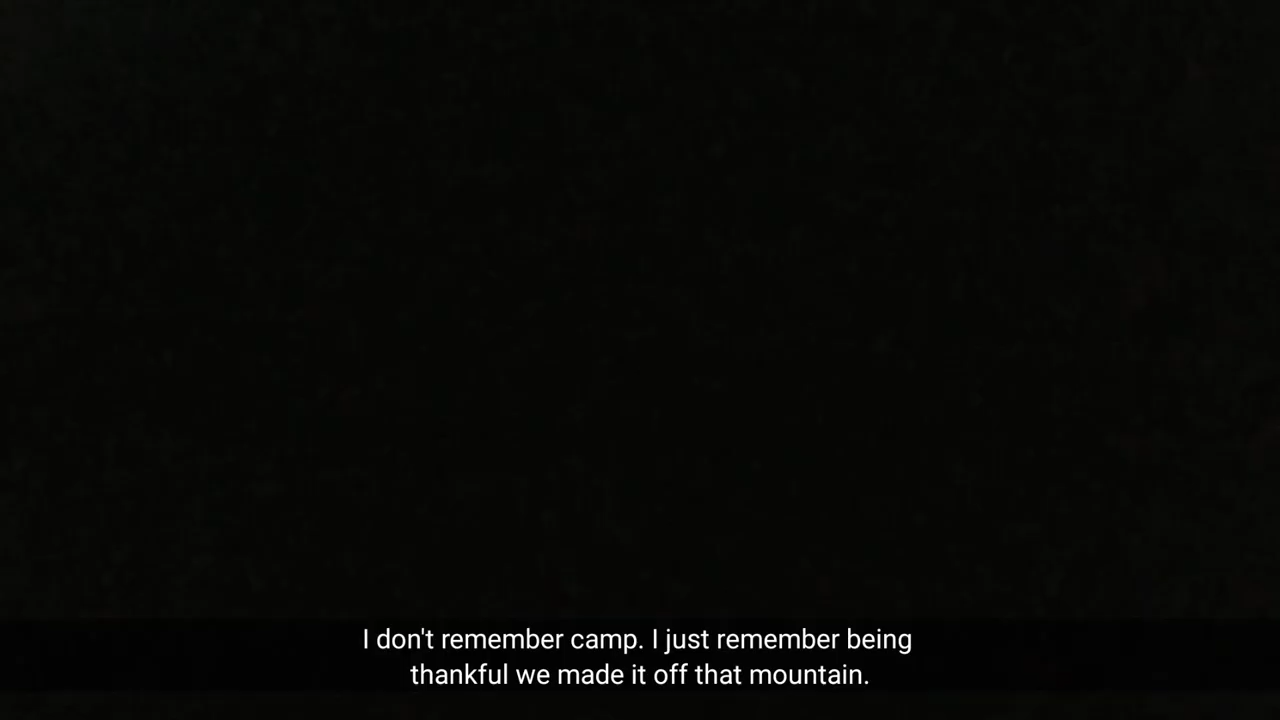 I don't remember camp. I just remember being
thankful we made it off that mountain.